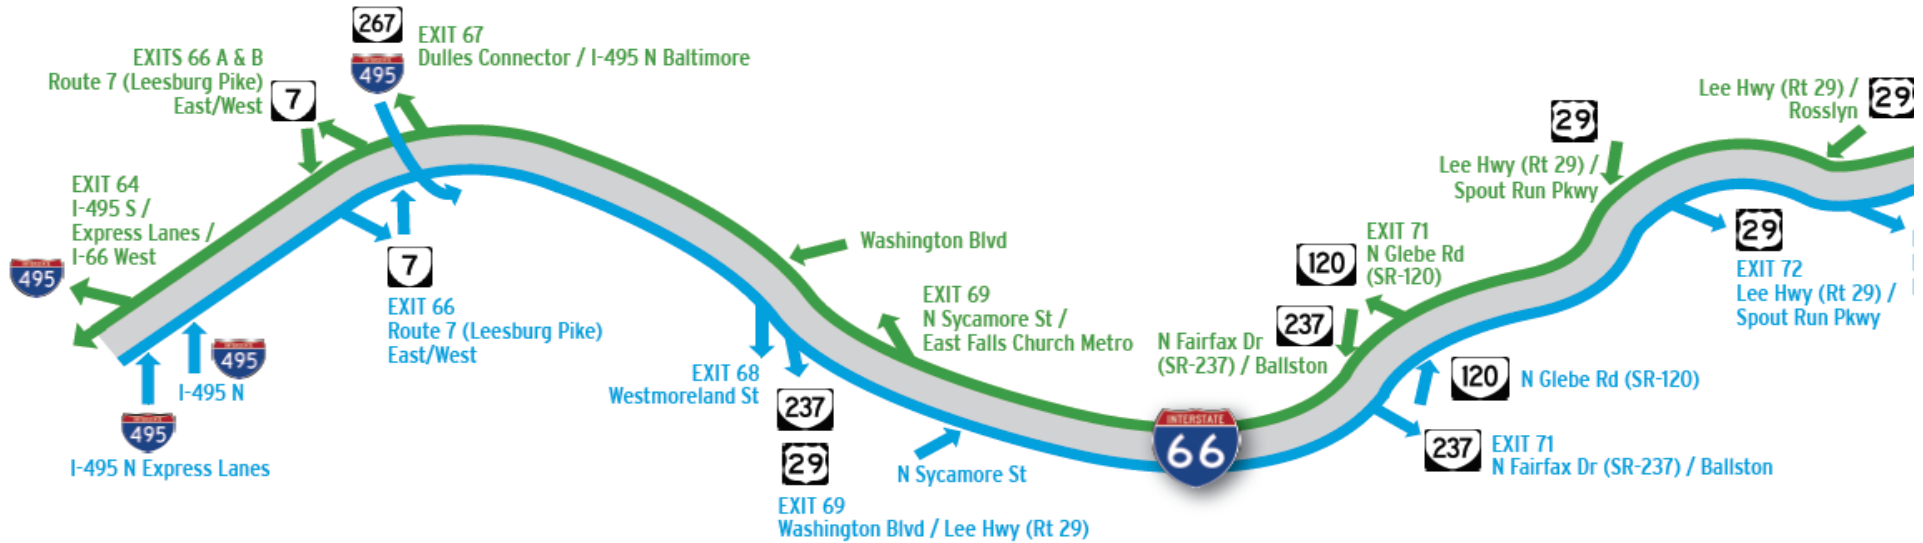 267
EXIT 67
Dulles Connector / I-495 N Baltimore
INTERSTATE
495
EXITS 66 A & B
Route 7 (Leesburg Pike)
East/West
7
EXIT 64
I-495 S /
Express Lanes /
I-66 West
INTERSTATE
495
Lee Hwy (Rt 29) /
Rosslyn
29
29
Lee Hwy (Rt 29) /
Spout Run Pkwy
Washington Blvd
EXIT 71
N Glebe Rd
(SR-120)
120
EXIT 69
N Sycamore St /
East Falls Church Metro
N Fairfax Dr
(SR-237) / Ballston
237
7
EXIT 66
Route 7 (Leesburg Pike)
East/West
INTERSTATE
495
I-495 N
INTERSTATE
495
I-495 N Express Lanes
EXIT 68
Westmoreland St
237
29
EXIT 69
Washington Blvd / Lee Hwy (Rt 29)
N Sycamore St
INTERSTATE
66
120
N Glebe Rd (SR-120)
237
EXIT 71
N Fairfax Dr (SR-237) / Ballston
29
EXIT 72
Lee Hwy (Rt 29) /
Spout Run Pkwy